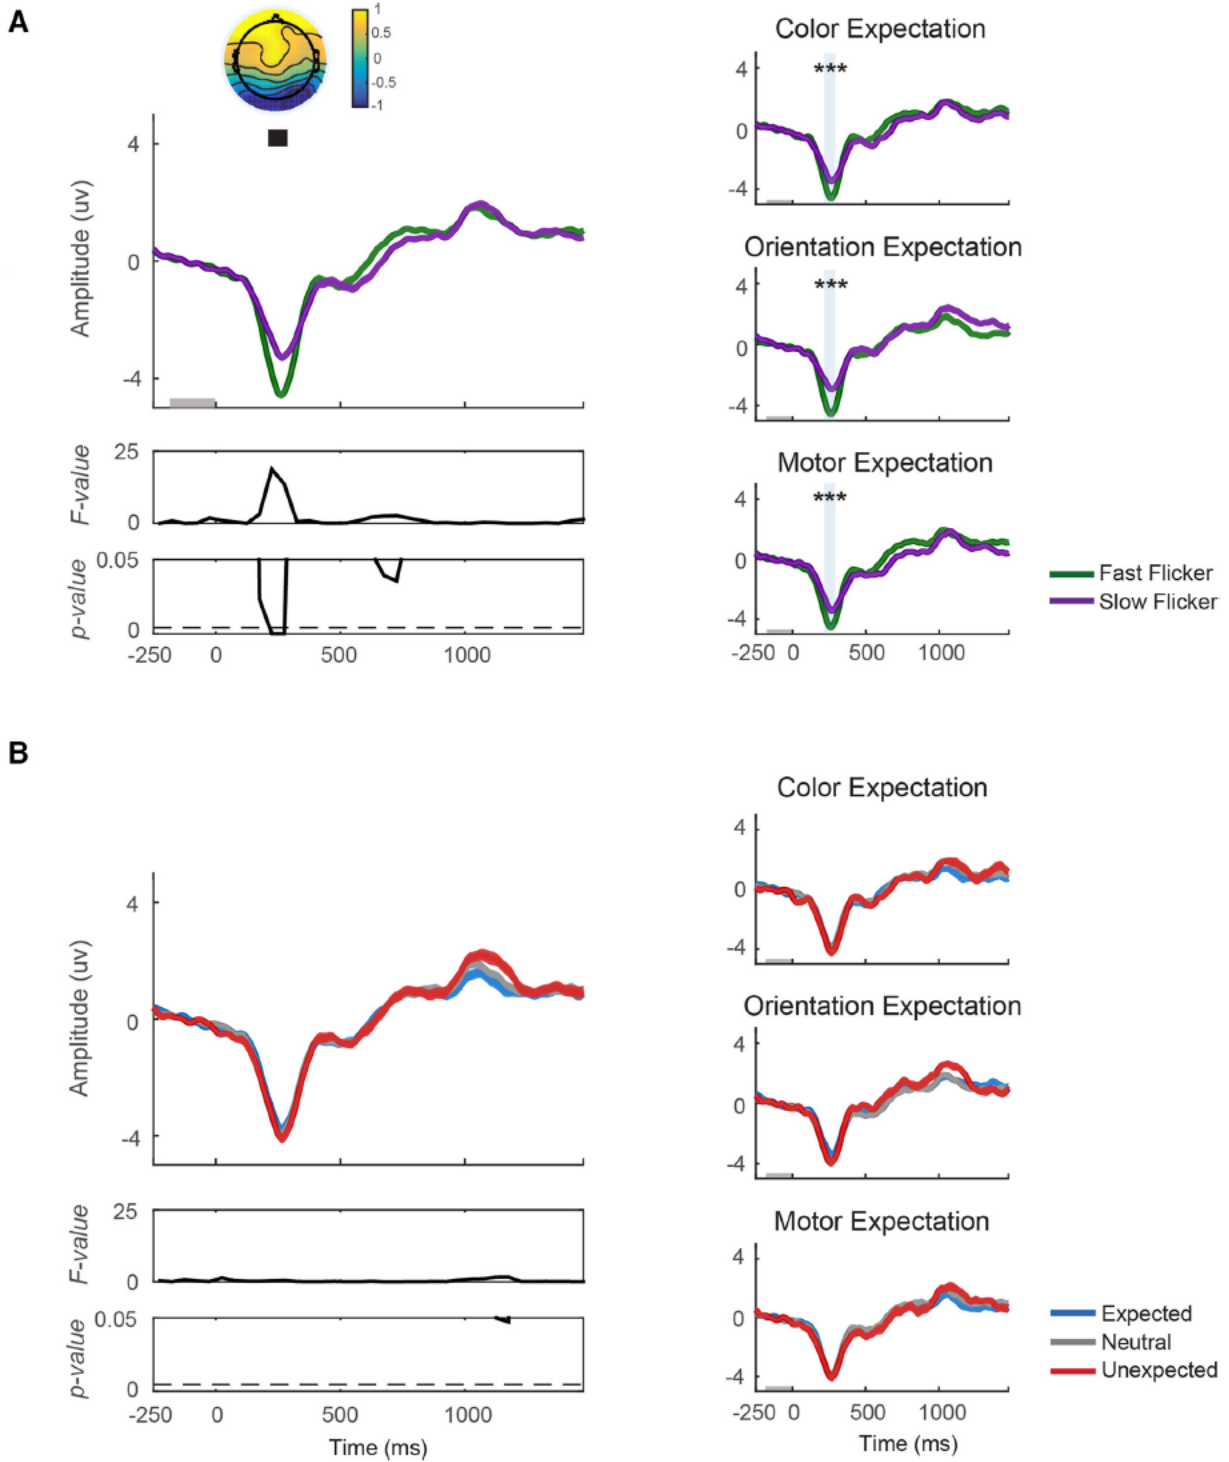 A
1
0.5
0
-0.5
-1
4
0
-4
Amplitude (uv)
25
0
F-value
0.05
0
p-value
-250 0 500 1000
Color Expectation
4
0
-4
***
Orientation Expectation
4
0
-4
***
Motor Expectation
4
0
-4
***
-250 0 500 1000
Fast Flicker
Slow Flicker
B
4
0
-4
Amplitude (uv)
25
0
F-value
0.05
0
p-value
-250 0 500 1000
Time (ms)
Color Expectation
4
0
-4
Orientation Expectation
4
0
-4
Motor Expectation
4
0
-4
-250 0 500 1000
Time (ms)
Expected
Neutral
Unexpected